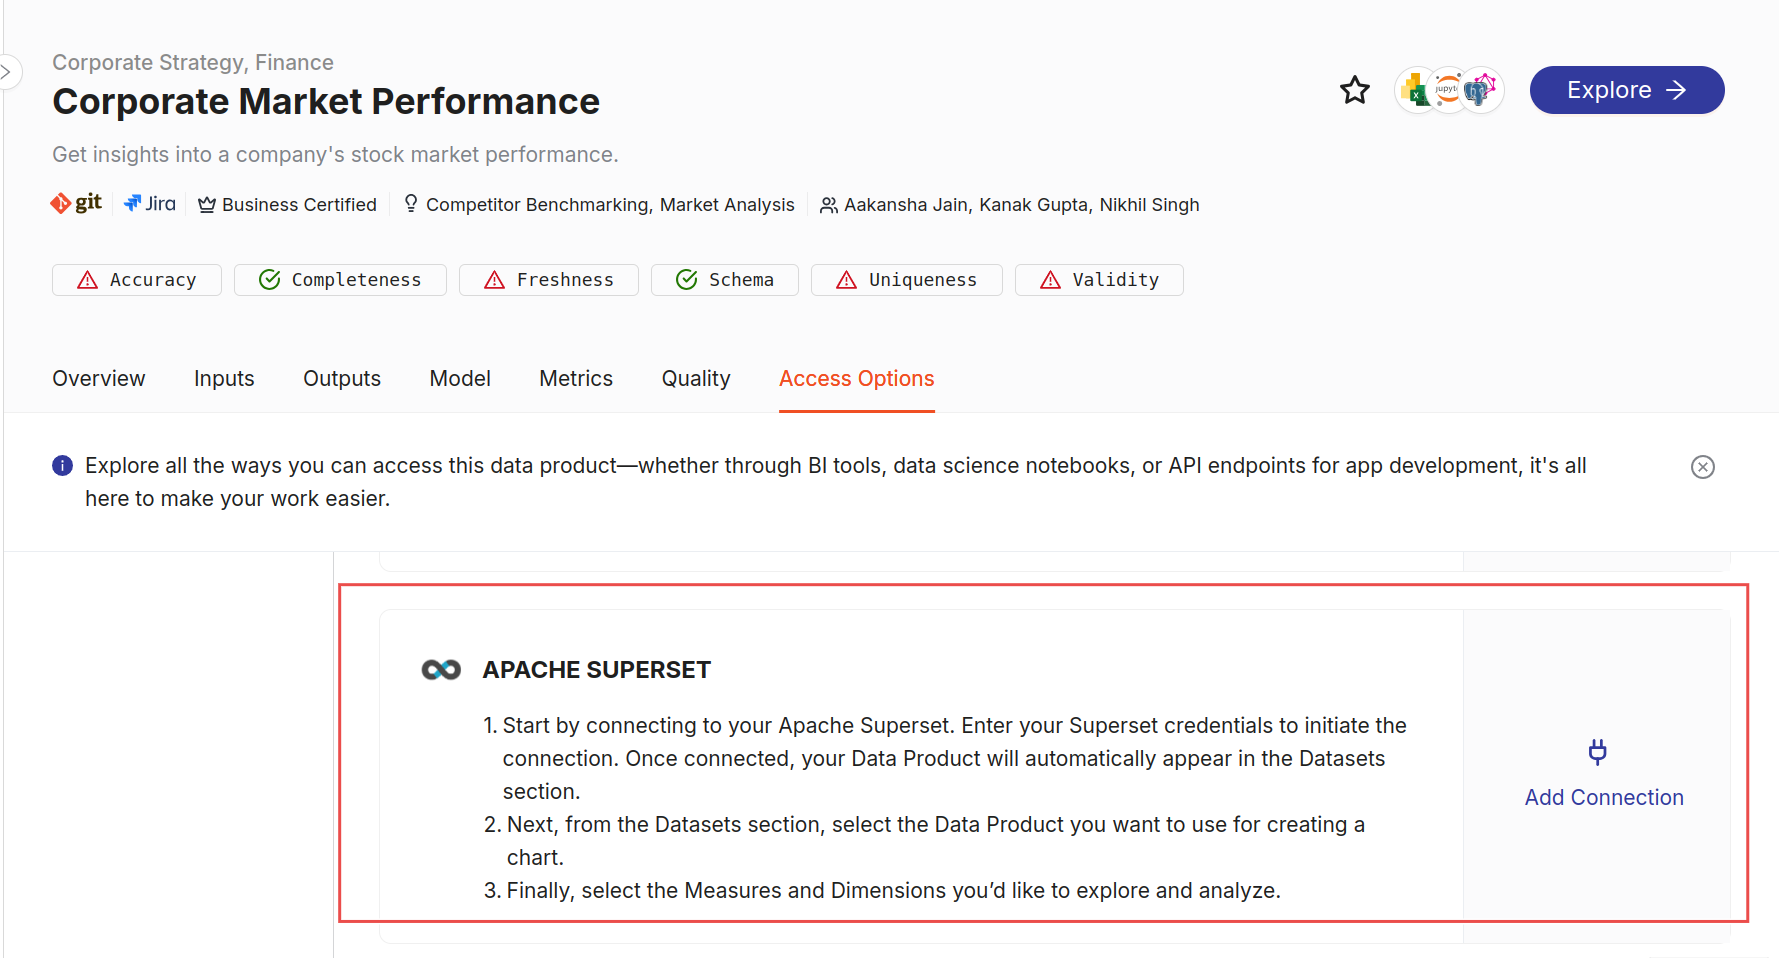 Corporate Strategy, Finance
Corporate Market Performance
Get insights into a company's stock market performance.
jupyt
Explore
git
Jira
Business Certified
Competitor Benchmarking, Market Analysis
Aakansha Jain, Kanak Gupta, Nikhil Singh
Accuracy
Completeness
Freshness
Schema
Uniqueness
Validity
Overview
Inputs
Outputs
Model
Metrics
Quality
Access Options
Explore all the ways you can access this data product—whether through BI tools, data science notebooks, or API endpoints for app development, it's all
here to make your work easier.
APACHE SUPERSET
1. Start by connecting to your Apache Superset. Enter your Superset credentials to initiate the
connection. Once connected, your Data Product will automatically appear in the Datasets
section.
2. Next, from the Datasets section, select the Data Product you want to use for creating a
chart.
3. Finally, select the Measures and Dimensions you’d like to explore and analyze.
Add Connection